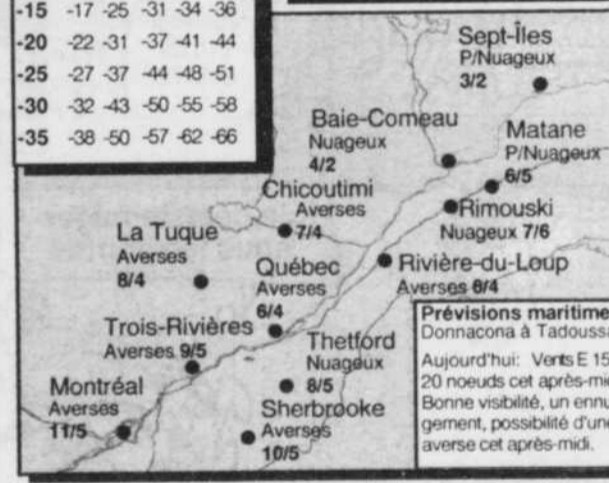 -15 -17 -25 -31 -34 -36
-20 -22 -31 -37 -41 -44
-25 -27 -37 -44 -48 -51
-30 -32 -43 -50 -55 -58
-35 -38 -50 -57 -62 -66
Sept-Îles
P/Nuageux
3/2
Baie-Comeau
Nuageux
4/2
Matane
P/Nuageux
6/5
Chicoutimi
Averses
7/4
Rimouski
Nuageux 7/6
La Tuque
Averses
8/4
Québec
Averses
6/4
Rivière-du-Loup
Averses 6/4
Trois-Rivières
Averses 9/5
Thetford
Nuageux
8/5
Montréal
Averses
11/5
Sherbrooke
Averses
10/5
Prévisions maritime
Donnacona à Tadoussa
Aujourd'hui: Vents E 15
20 noeuds cet après-mi
Bonne visibilité, un ennu
gement, possibilité d'une
averse cet après-midi.